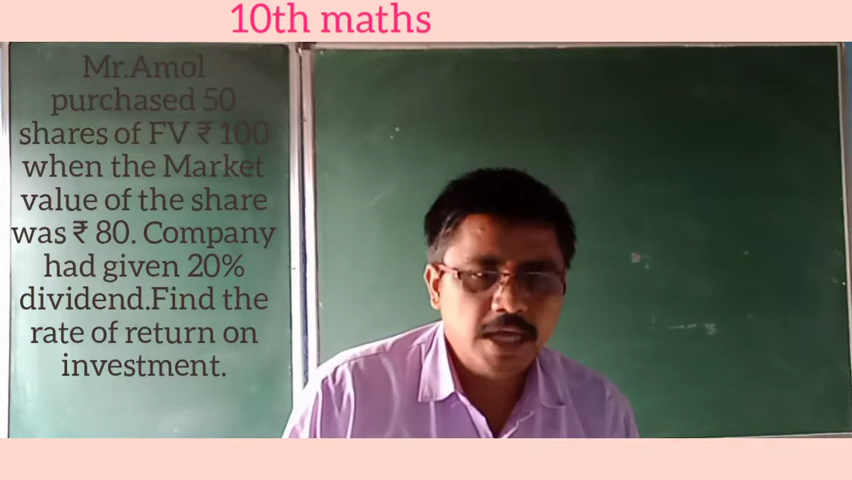 10th maths
Mr.Amol
purchased 50
shares of FV ₹ 100
when the Market
value of the share
was ₹ 80. Company
had given 20%
dividend.Find the
rate of return on
investment.